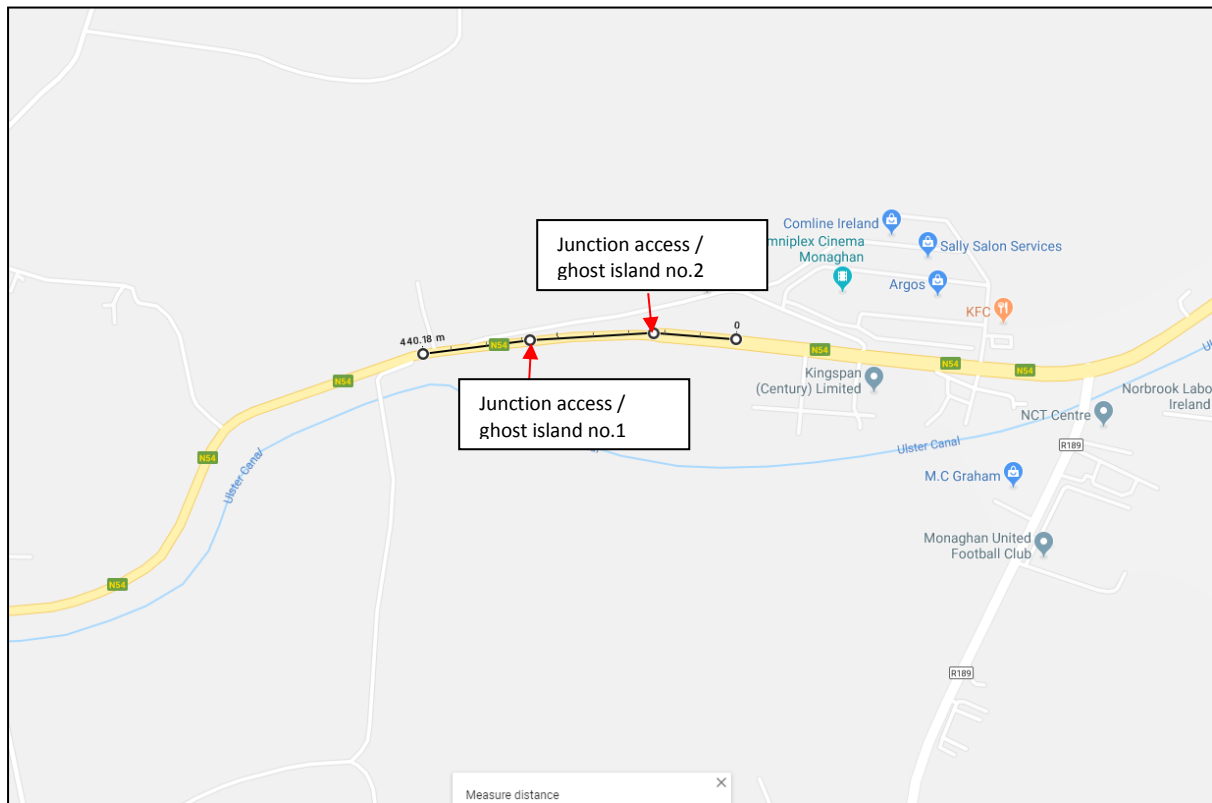 Junction access /
ghost island no.2
Comline Ireland
mniplex Cinema
Monaghan
Sally Salon Services
Argos
KFC
440.18 m
0
N54
N54
N54
N54
N54
N54
N54
Junction access /
ghost island no.1
Kingspan
(Century) Limited
NCT Centre
Norbrook Labo
Ireland
R189
Ulster Canal
Ulster Canal
M.C Graham
Monaghan United
Football Club
R189
Measure distance